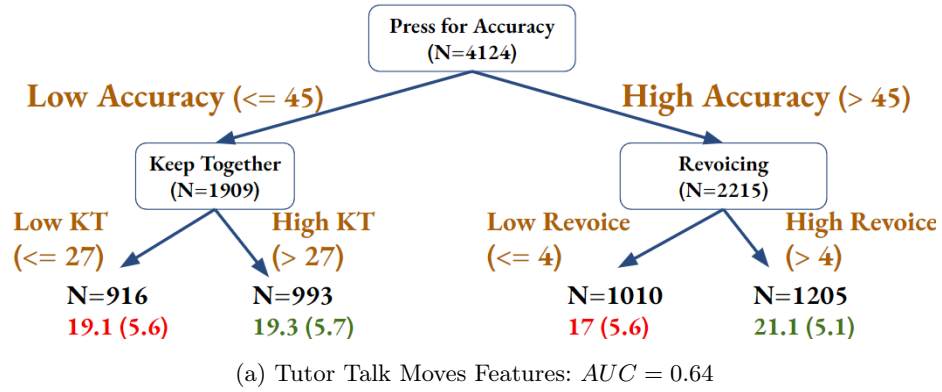 Press for Accuracy
(N=4124)
Low Accuracy (<= 45)
High Accuracy (> 45)
Keep Together
(N=1909)
Revoicing
(N=2215)
Low KT
(<= 27)
High KT
(> 27)
Low Revoice
(<= 4)
High Revoice
(> 4)
N=916
19.1 (5.6)
N=993
19.3 (5.7)
N=1010
17 (5.6)
N=1205
21.1 (5.1)
(a) Tutor Talk Moves Features: AUC = 0.64